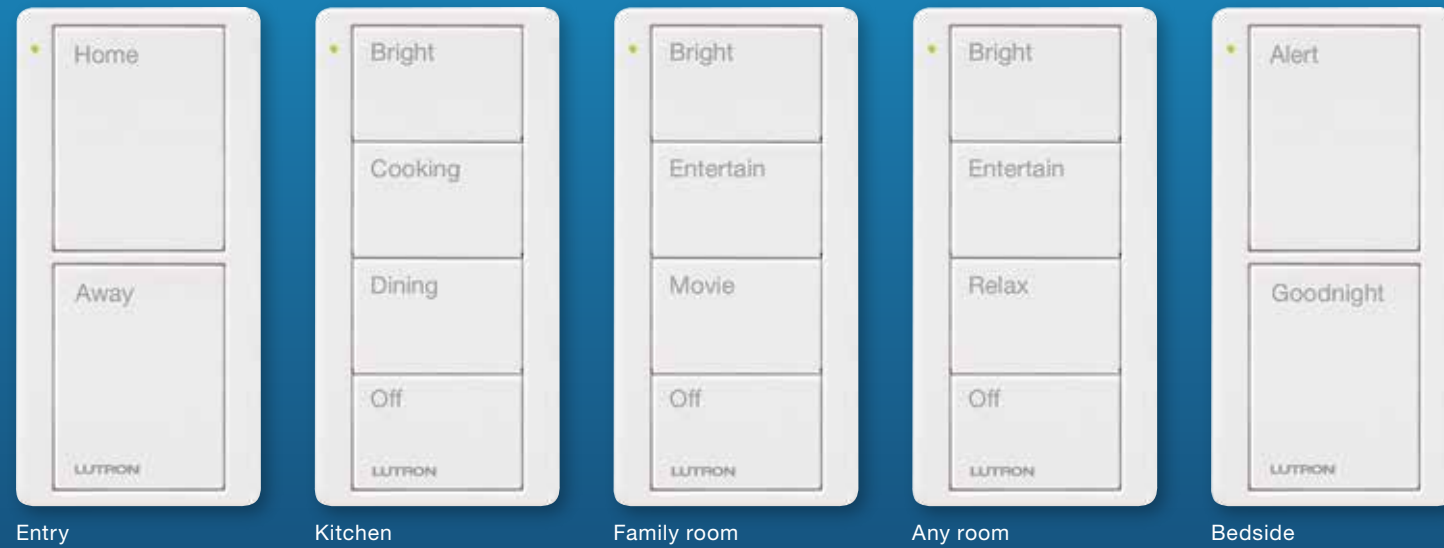 Home
Away
LUTRON
Entry
Bright
Cooking
Dining
Off
LUTRON
Kitchen
Bright
Entertain
Movie
Off
LUTRON
Family room
Bright
Entertain
Relax
Off
LUTRON
Any room
Alert
Goodnight
LUTRON
Bedside